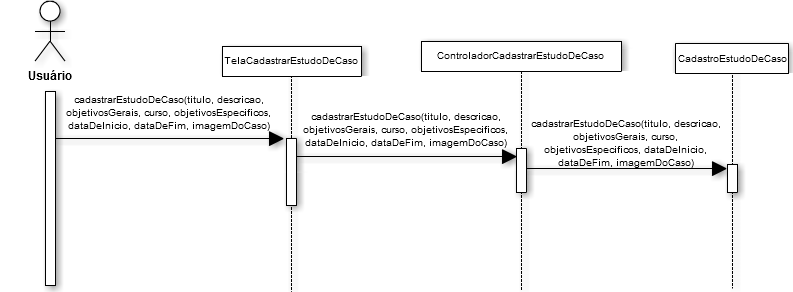 Usuário
TelaCadastrarEstudoDeCaso
ControladorCadastrarEstudoDeCaso
CadastroEstudoDeCaso
cadastrarEstudoDeCaso(titulo, descricao,
objetivosGerais, curso, objetivosEspecificos,
dataDeInicio, dataDeFim, imagemDoCaso)
cadastrarEstudoDeCaso(titulo, descricao,
objetivosGerais, curso, objetivosEspecificos,
dataDeInicio, dataDeFim, imagemDoCaso)
cadastrarEstudoDeCaso(titulo, descricao,
objetivosGerais, curso,
objetivosEspecificos, dataDeInicio,
dataDeFim, imagemDoCaso)